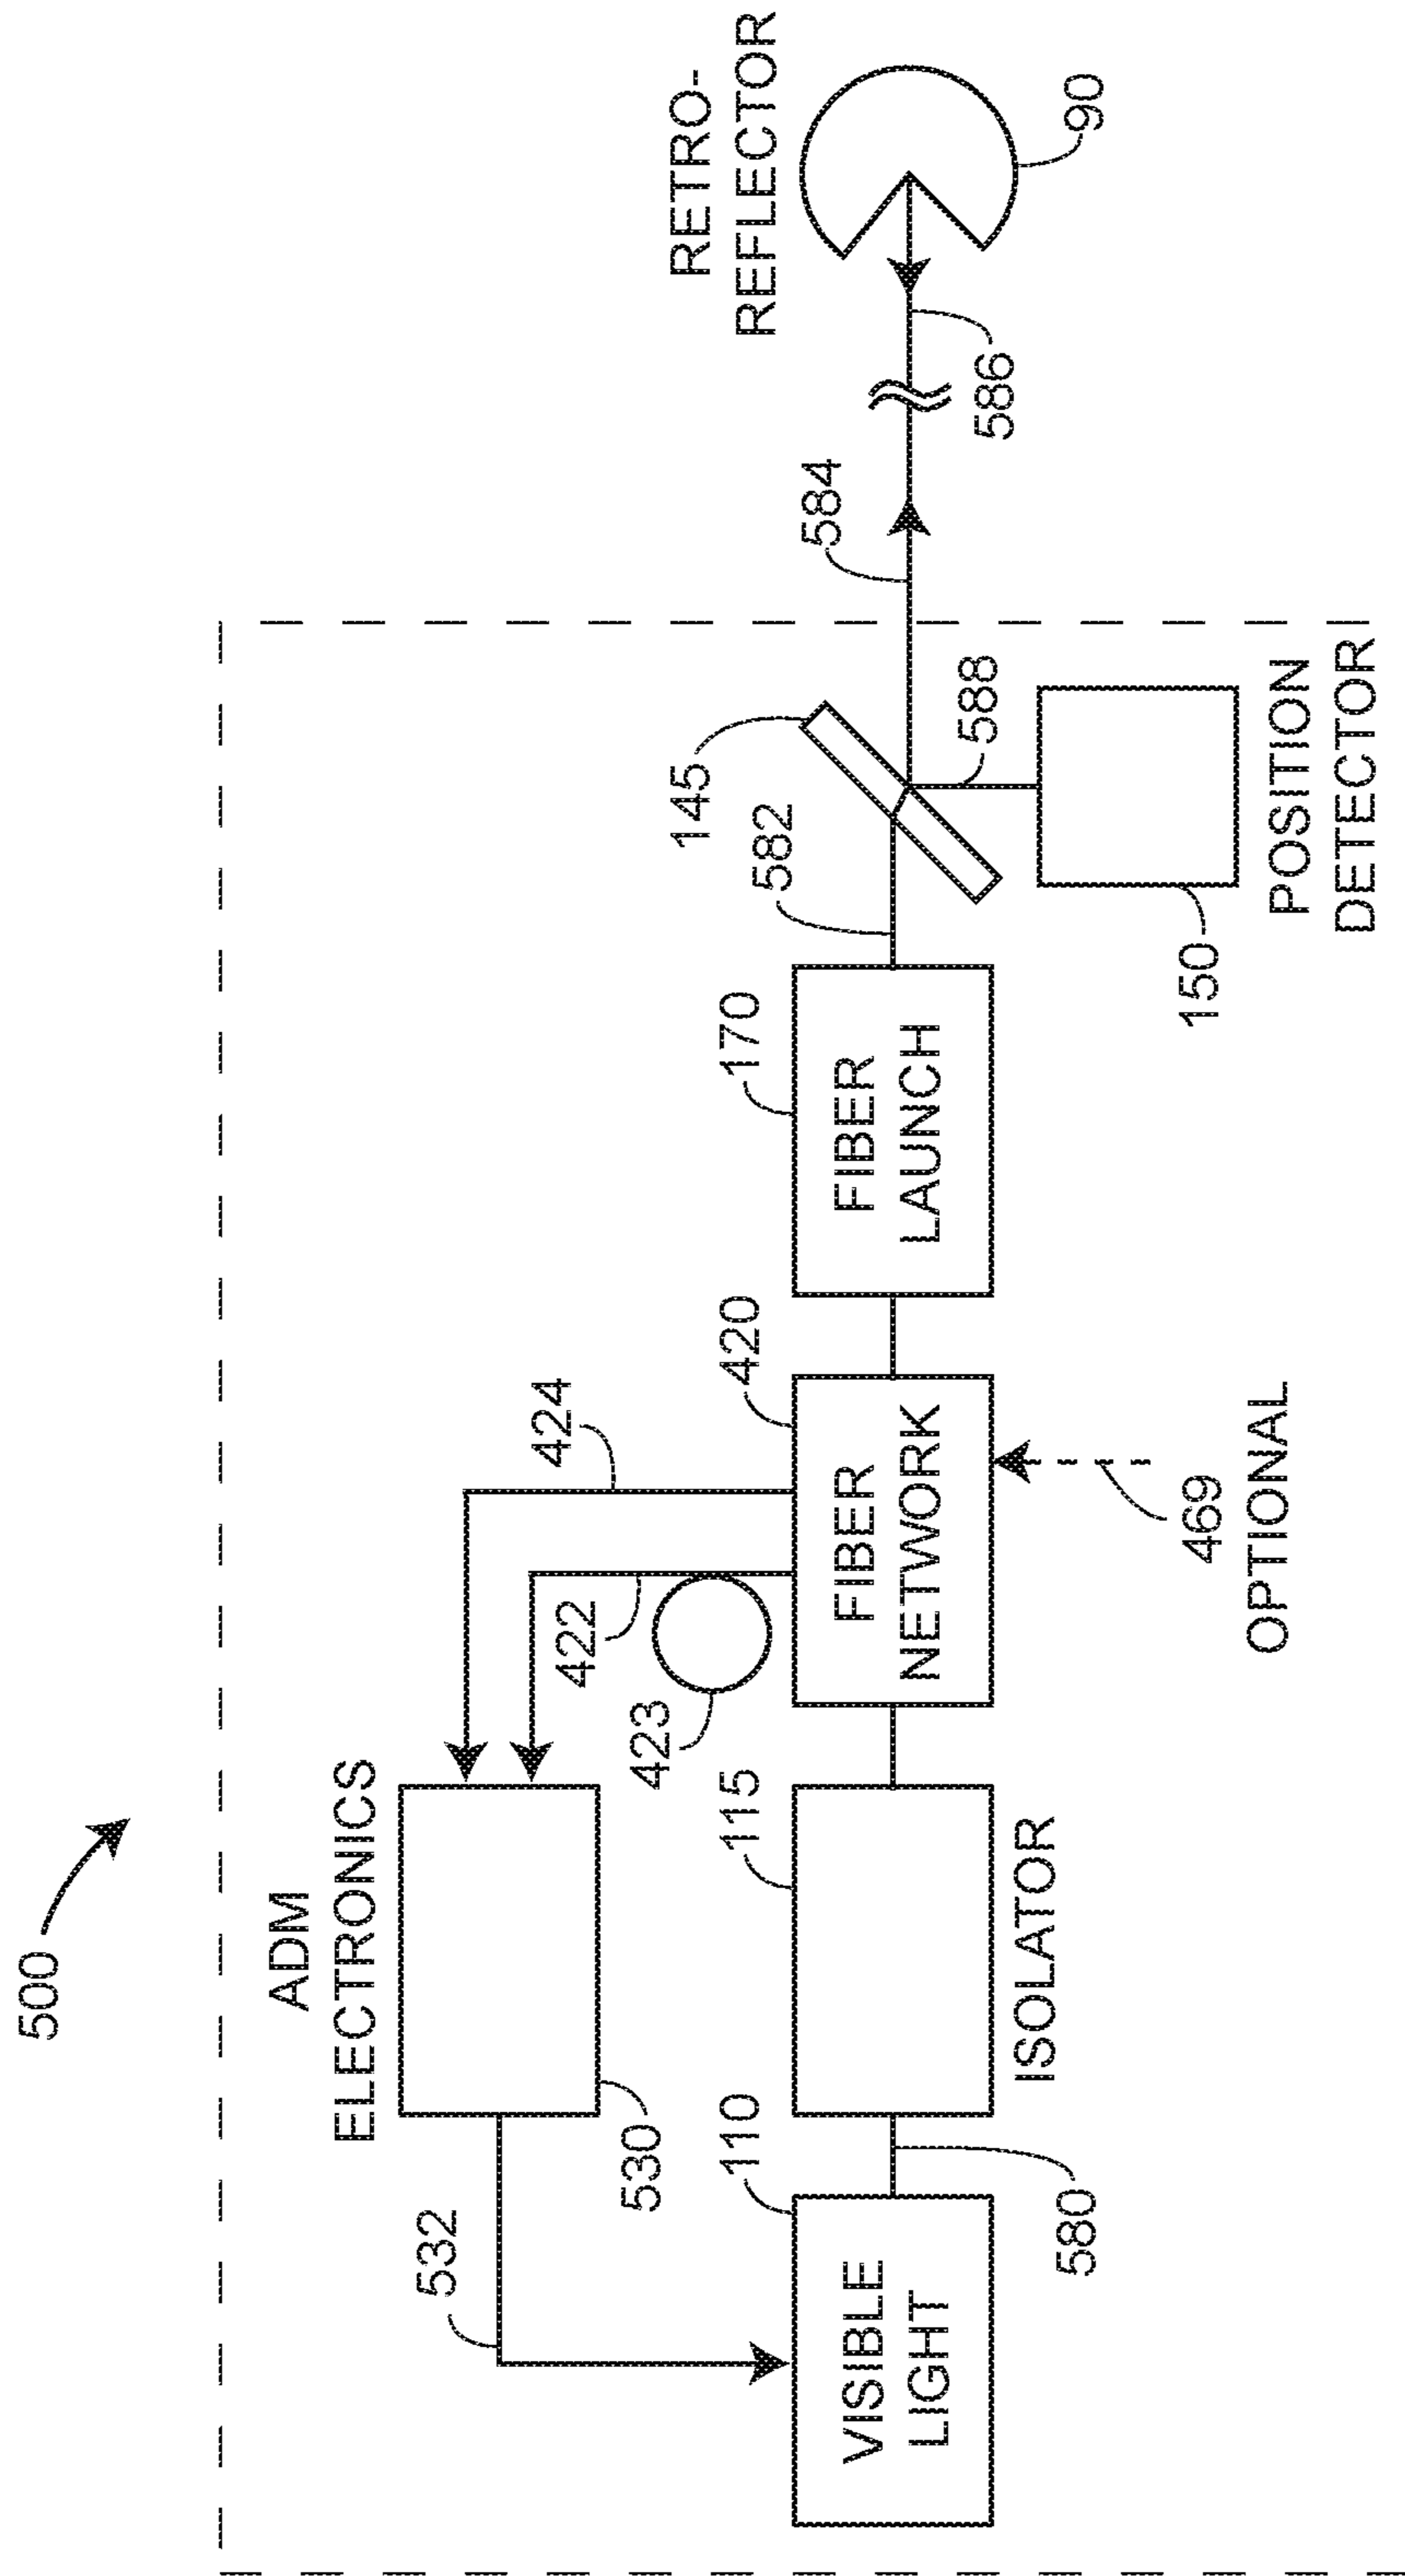 500
ADM
ELECTRONICS
532
530
424
422
423
VISIBLE
LIGHT
110
580
115
ISOLATOR
FIBER
NETWORK
420
469
OPTIONAL
FIBER
LAUNCH
170
582
145
588
150
POSITION
DETECTOR
584
586
RETRO-
REFLECTOR
90